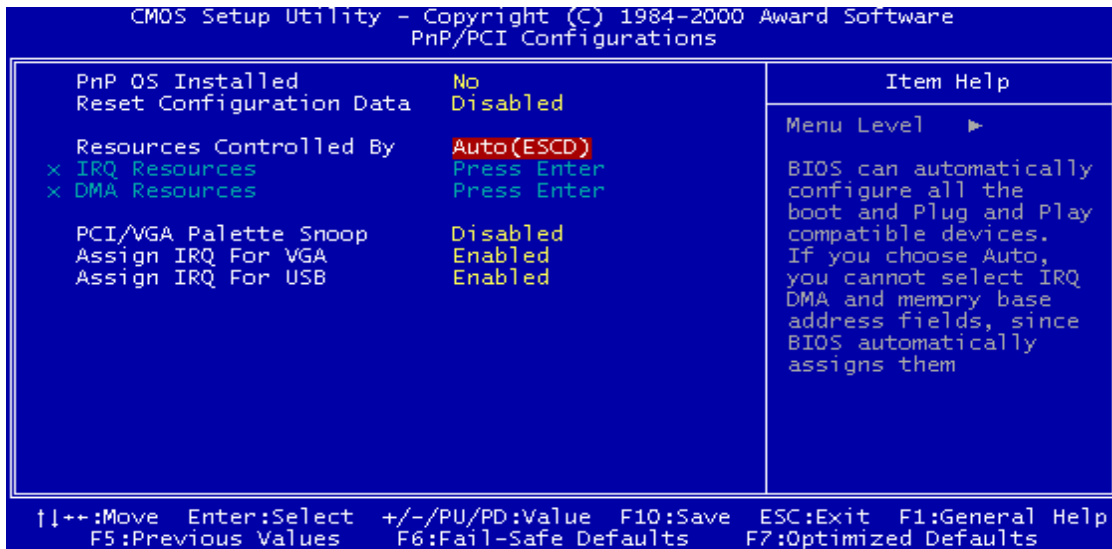 CMOS Setup Utility - Copyright (C) 1984-2000 Award Software
PnP/PCI Configurations
PnP OS Installed No
Reset Configuration Data Disabled
Resources Controlled By Auto(ESCD)
x IRQ Resources Press Enter
x DMA Resources Press Enter
PCI/VGA Palette Snoop Disabled
Assign IRQ For VGA Enabled
Assign IRQ For USB Enabled
Item Help
Menu Level ►
BIOS can automatically
configure all the
boot and Plug and Play
compatible devices.
If you choose Auto,
you cannot select IRQ
DMA and memory base
address fields, since
BIOS automatically
assigns them
↑↓←→:Move Enter:Select +/-/PU/PD:Value F10:Save ESC:Exit F1:General Help
F5:Previous Values F6:Fail-Safe Defaults F7:Optimized Defaults